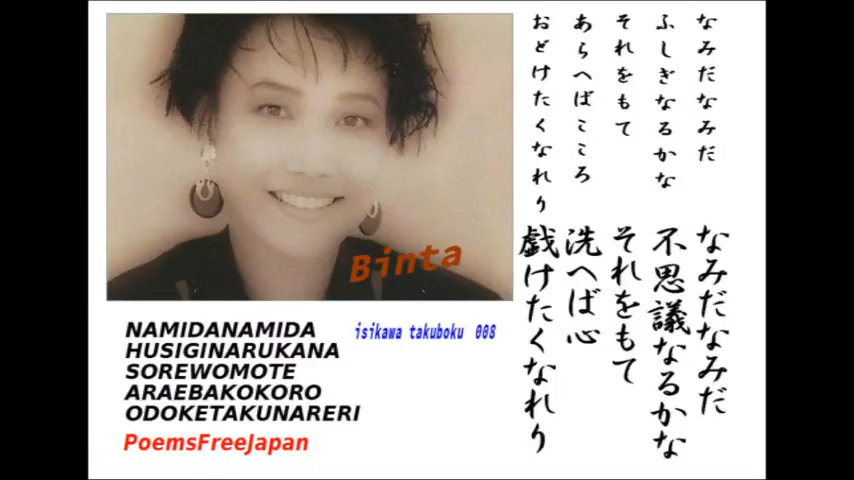 なみだなみだ
ふしぎなるかな
それをもて
あらへばこころ
おどけたくなれり
なみだなみだ
不思議なるかな
それをもて
洗へば心
戯けたくなれり
Binta
NAMIDANAMIDA
HUSIGINARUKANA
SOREWOMOTE
ARAEBAKOKORO
ODOKETAKUNARERI
isikawa takuboku 008
PoemsFreeJapan